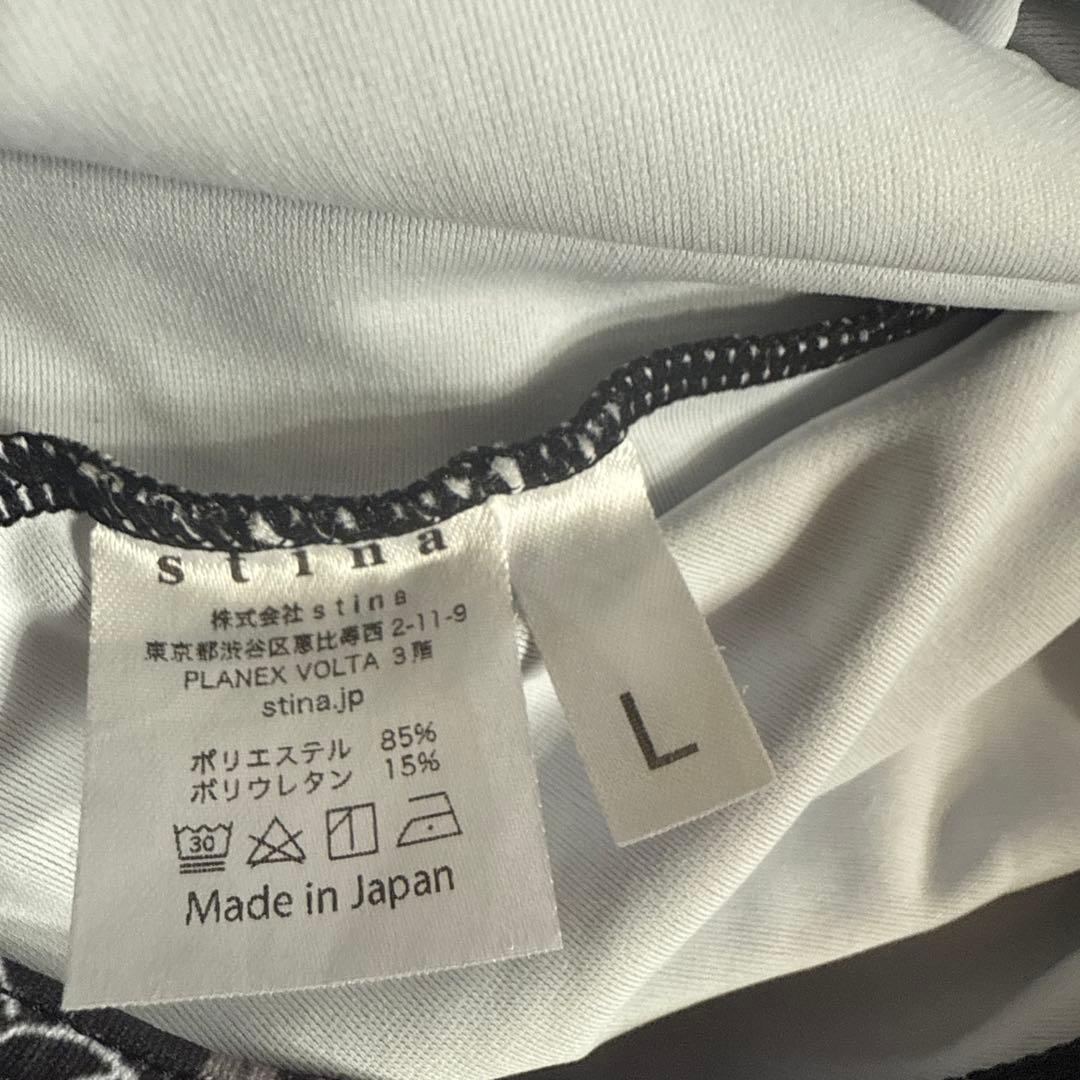 stina
株式会社stina
東京都渋谷区恵比寿西 2-11-9
PLANEX VOLTA 3階
stina.jp
ポリエステル 85%
ポリウレタン 15%
30
Made in Japan
L